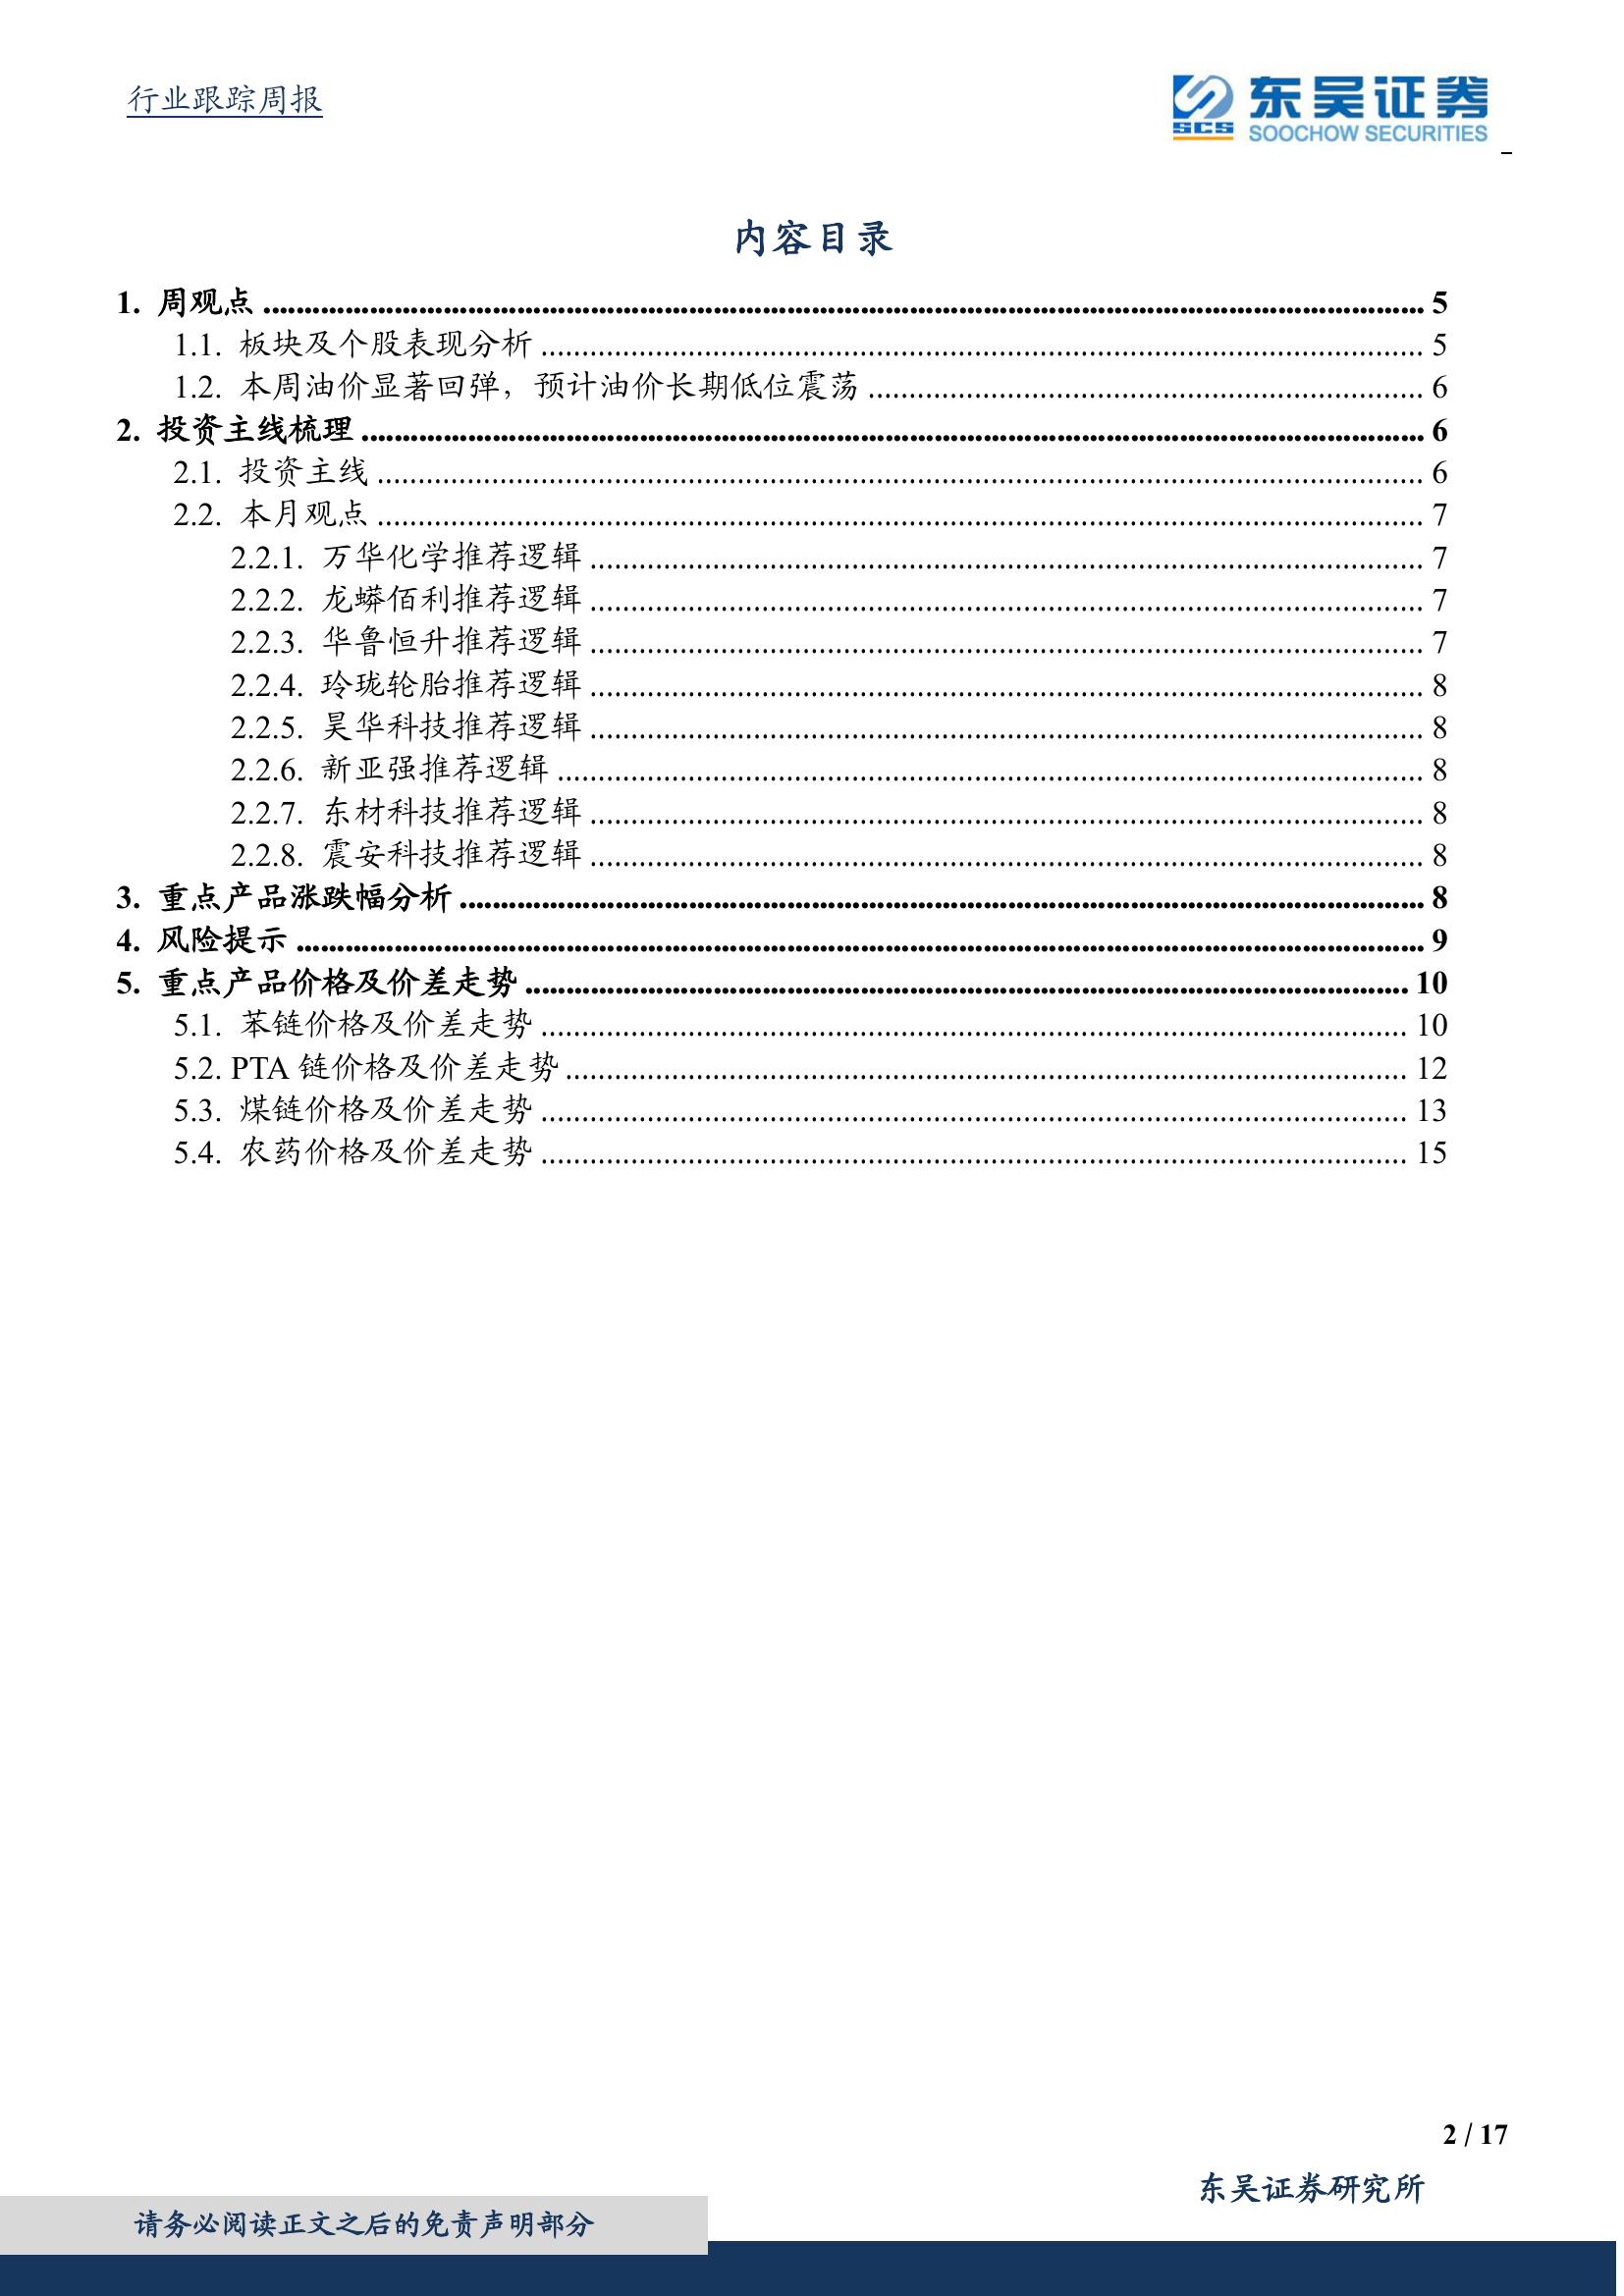 行业跟踪周报
SCS 东吴证券
SOOCHOW SECURITIES
内容目录
1. 周观点 ........ 5
1.1. 板块及个股表现分析 ........ 5
1.2. 本周油价显著回弹，预计油价长期低位震荡 ........ 6
2. 投资主线梳理 ........ 6
2.1. 投资主线 ........ 6
2.2. 本月观点 ........ 7
2.2.1. 万华化学推荐逻辑 ........ 7
2.2.2. 龙蟒佰利推荐逻辑 ........ 7
2.2.3. 华鲁恒升推荐逻辑 ........ 7
2.2.4. 玲珑轮胎推荐逻辑 ........ 8
2.2.5. 昊华科技推荐逻辑 ........ 8
2.2.6. 新亚强推荐逻辑 ........ 8
2.2.7. 东材科技推荐逻辑 ........ 8
2.2.8. 震安科技推荐逻辑 ........ 8
3. 重点产品涨跌幅分析 ........ 8
4. 风险提示 ........ 9
5. 重点产品价格及价差走势 ........ 10
5.1. 苯链价格及价差走势 ........ 10
5.2. PTA 链价格及价差走势 ........ 12
5.3. 煤链价格及价差走势 ........ 13
5.4. 农药价格及价差走势 ........ 15
2 / 17
东吴证券研究所
请务必阅读正文之后的免责声明部分